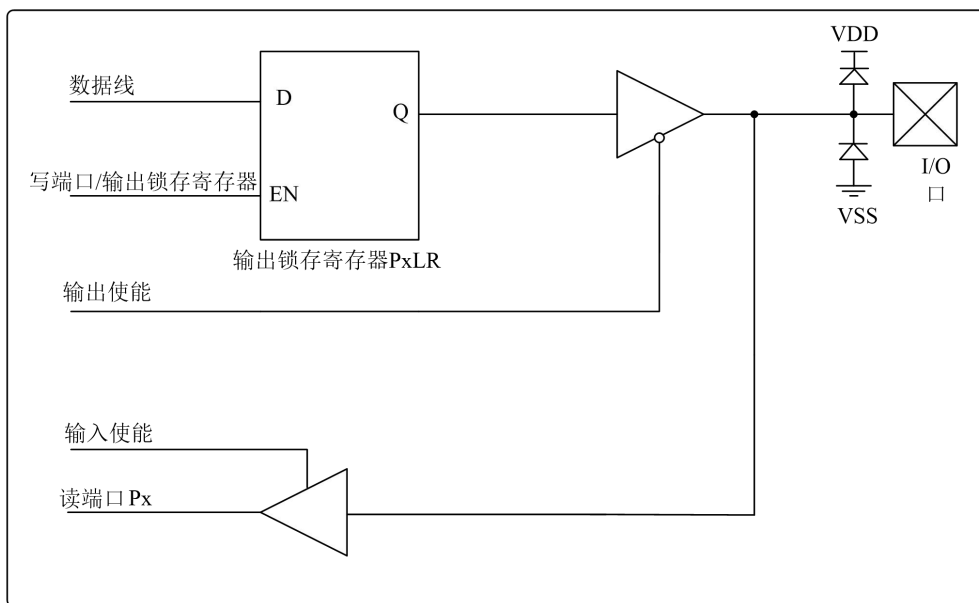 VDD
数据线
D
Q
写端口/输出锁存寄存器
EN
I/O
口
VSS
输出锁存寄存器PxLR
输出使能
输入使能
读端口 Px